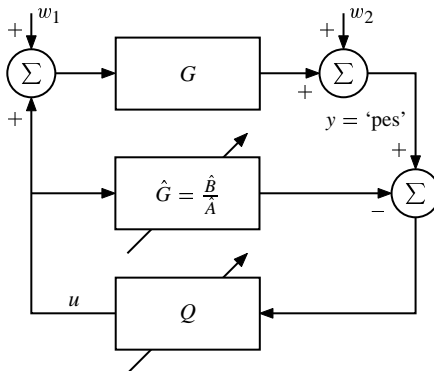 + w₁ + w₂
Σ G + Σ
+ y = ‘pes’
+
Ĝ = B̂/Â − Σ
u Q